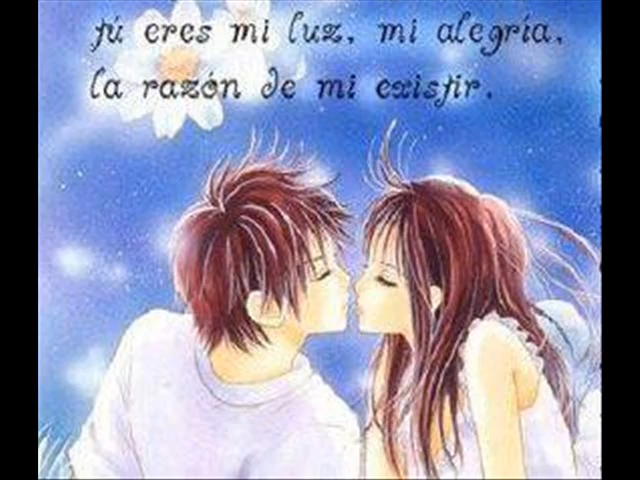 tú eres mi luz, mi alegría,
la razón de mi existir.